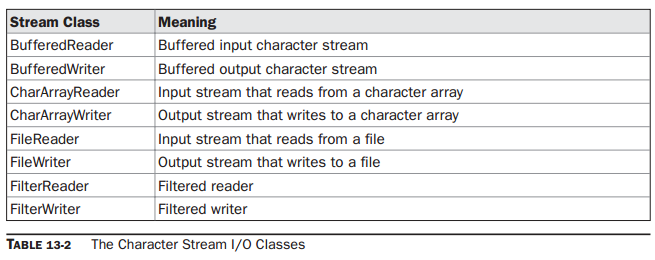 Stream Class Meaning
BufferedReader Buffered input character stream
BufferedWriter Buffered output character stream
CharArrayReader Input stream that reads from a character array
CharArrayWriter Output stream that writes to a character array
FileReader Input stream that reads from a file
FileWriter Output stream that writes to a file
FilterReader Filtered reader
FilterWriter Filtered writer
TABLE 13-2 The Character Stream I/O Classes